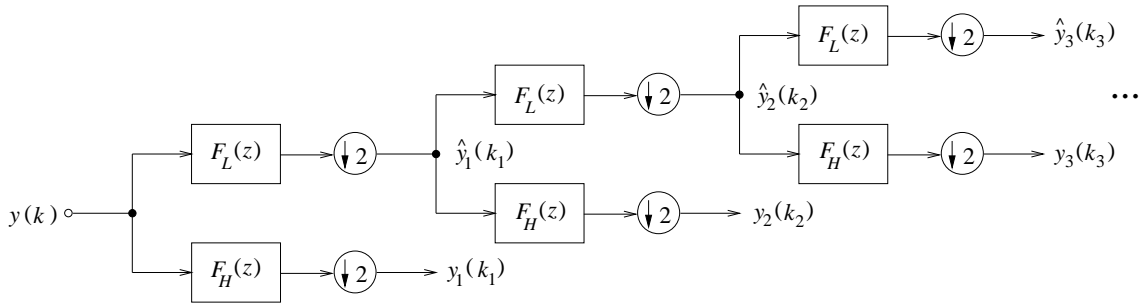 F_L(z) ↓2 ŷ_3(k_3)
F_L(z) ↓2 ŷ_2(k_2) ...
F_L(z) ↓2 ŷ_1(k_1) F_H(z) ↓2 y_3(k_3)
y(k) F_H(z) ↓2 y_2(k_2)
F_H(z) ↓2 y_1(k_1)